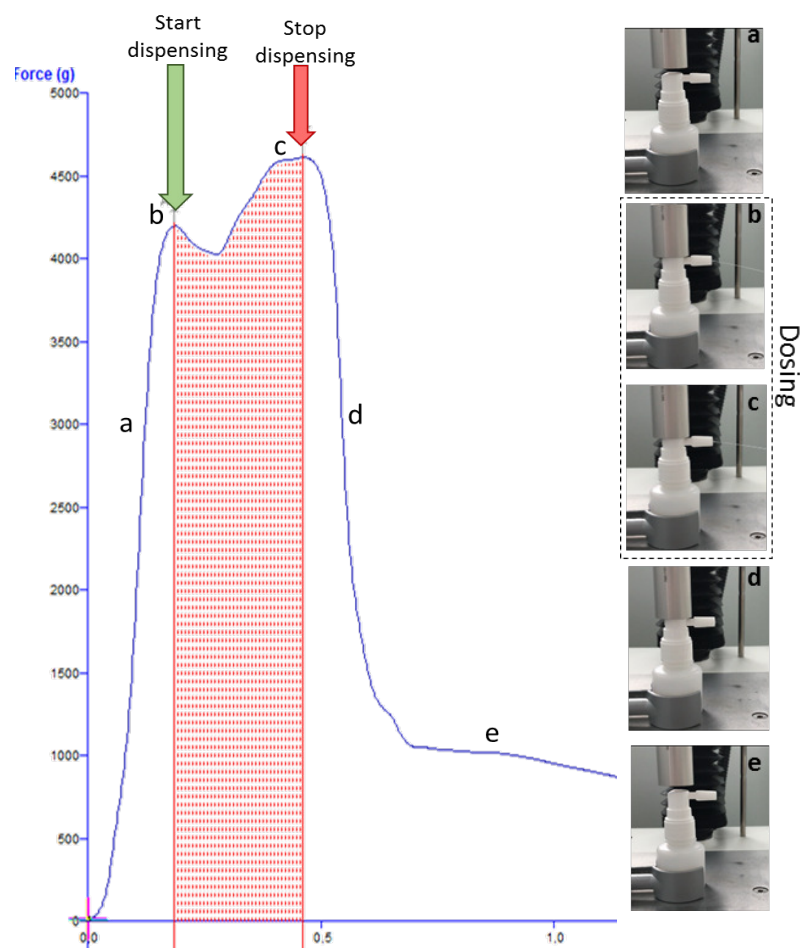 Start
dispensing
Stop
dispensing
Force (g)
5000
4500
4000
3500
3000
2500
2000
1500
1000
500
0
0,0
0,5
1,0
a
b
c
d
e
a
b
c
d
e
Dosing